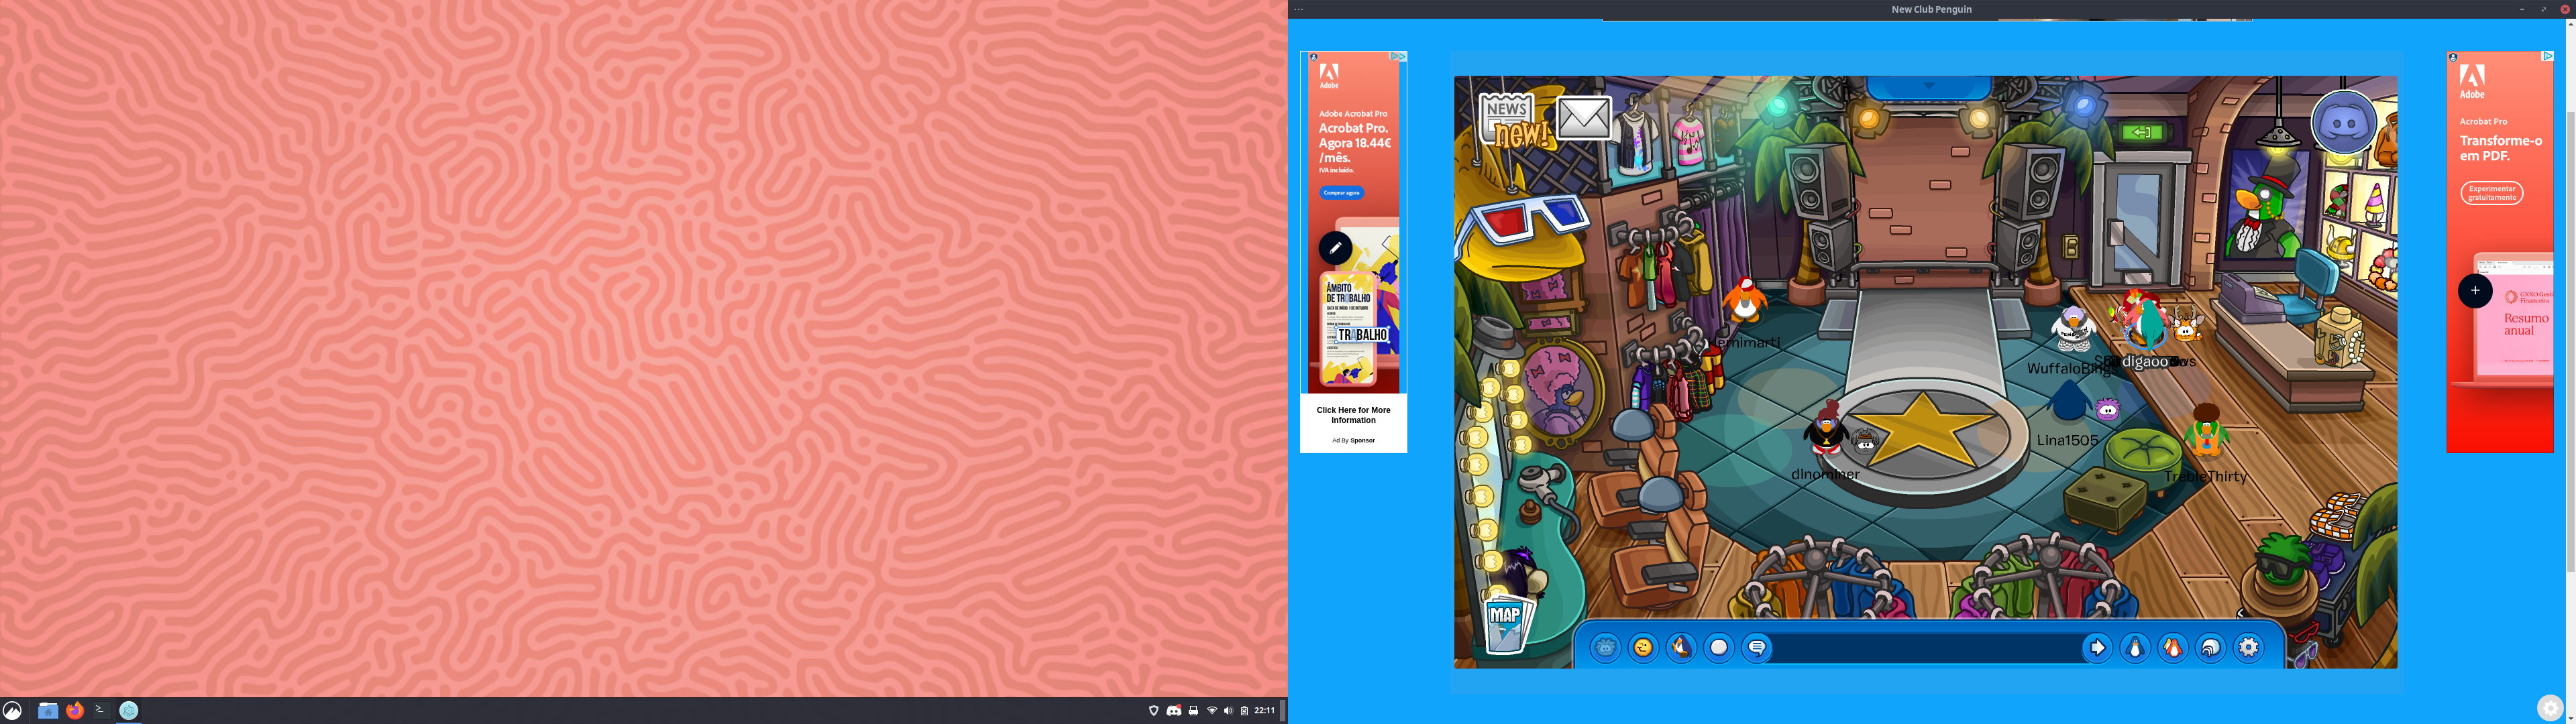 New Club Penguin
Adobe
Adobe Acrobat Pro
Acrobat Pro.
Agora 18.44€
/mês.
IVA incluído.
Comprar agora
ÂMBITO
DE TRABALHO
TRABALHO
Click Here for More
Information
Ad By Sponsor
NEWS
new!
Hemimarti
WuffaloBings
digaoo
Lina1505
dinominer
TrebleThirty
MAP
Adobe
Acrobat Pro
Transforme-o
em PDF.
Experimentar
gratuitamente
Resumo
anual
22:11